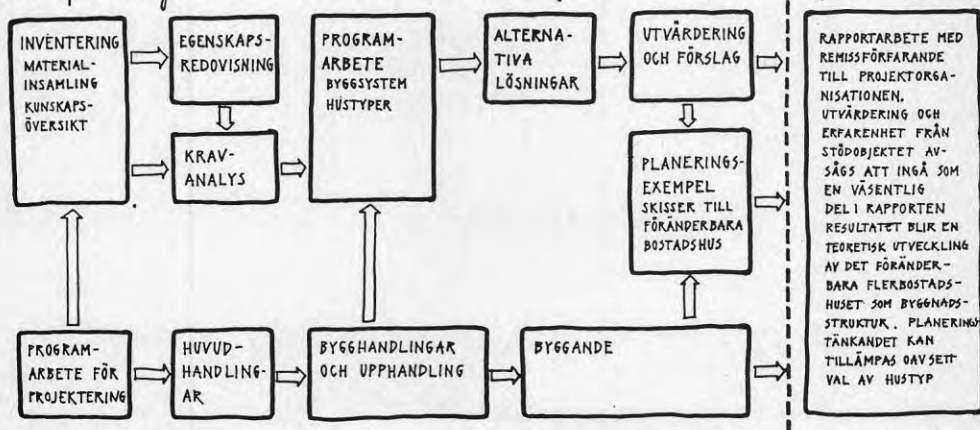 INVENTERING
MATERIAL-
INSAMLING
KUNSKAPS-
ÖVERSIKT
EGENSKAPS-
REDOVISNING
KRAV-
ANALYS
PROGRAM-
ARBETE
BYGGSYSTEM
HUSTYPER
ALTERNA-
TIVA
LÖSNINGAR
UTVÄRDERING
OCH FÖRSLAG
PLANERINGS-
EXEMPEL
SKISSER TILL
FÖRÄNDERBARA
BOSTADSHUS
PROGRAM-
ARBETE FÖR
PROJEKTERING
HUVUD-
HANDLING-
AR
BYGGHANDLINGAR
OCH UPPHANDLING
BYGGANDE
RAPPORTARBETE MED
REMISSFÖRFARANDE
TILL PROJEKTORGA-
NISATIONEN.
UTVÄRDERING OCH
ERFARENHET FRÅN
STÖDOBJEKTET AV-
SÅGS ATT INGÅ SOM
EN VÄSENTLIG
DEL I RAPPORTEN
RESULTATET BLIR EN
TEORETISK UTVECKLING
AV DET FÖRÄNDER-
BARA FLERBOSTADS-
HUSET SOM BYGGNADS-
STRUKTUR. PLANERINGS
TÄNKANDET KAN
TILLÄMPAS OAVSETT
VAL AV HUSTYP